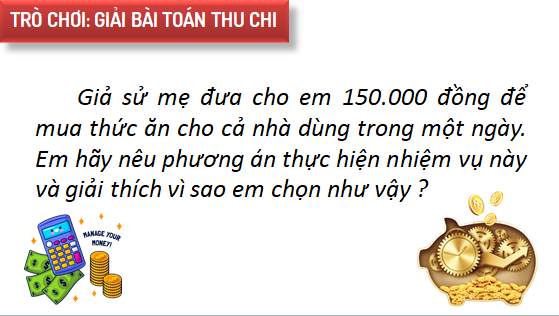 TRÒ CHƠI: GIẢI BÀI TOÁN THU CHI
Giả sử mẹ đưa cho em 150.000 đồng để
mua thức ăn cho cả nhà dùng trong một ngày.
Em hãy nêu phương án thực hiện nhiệm vụ này
và giải thích vì sao em chọn như vậy ?
MANAGE YOUR
MONEY!